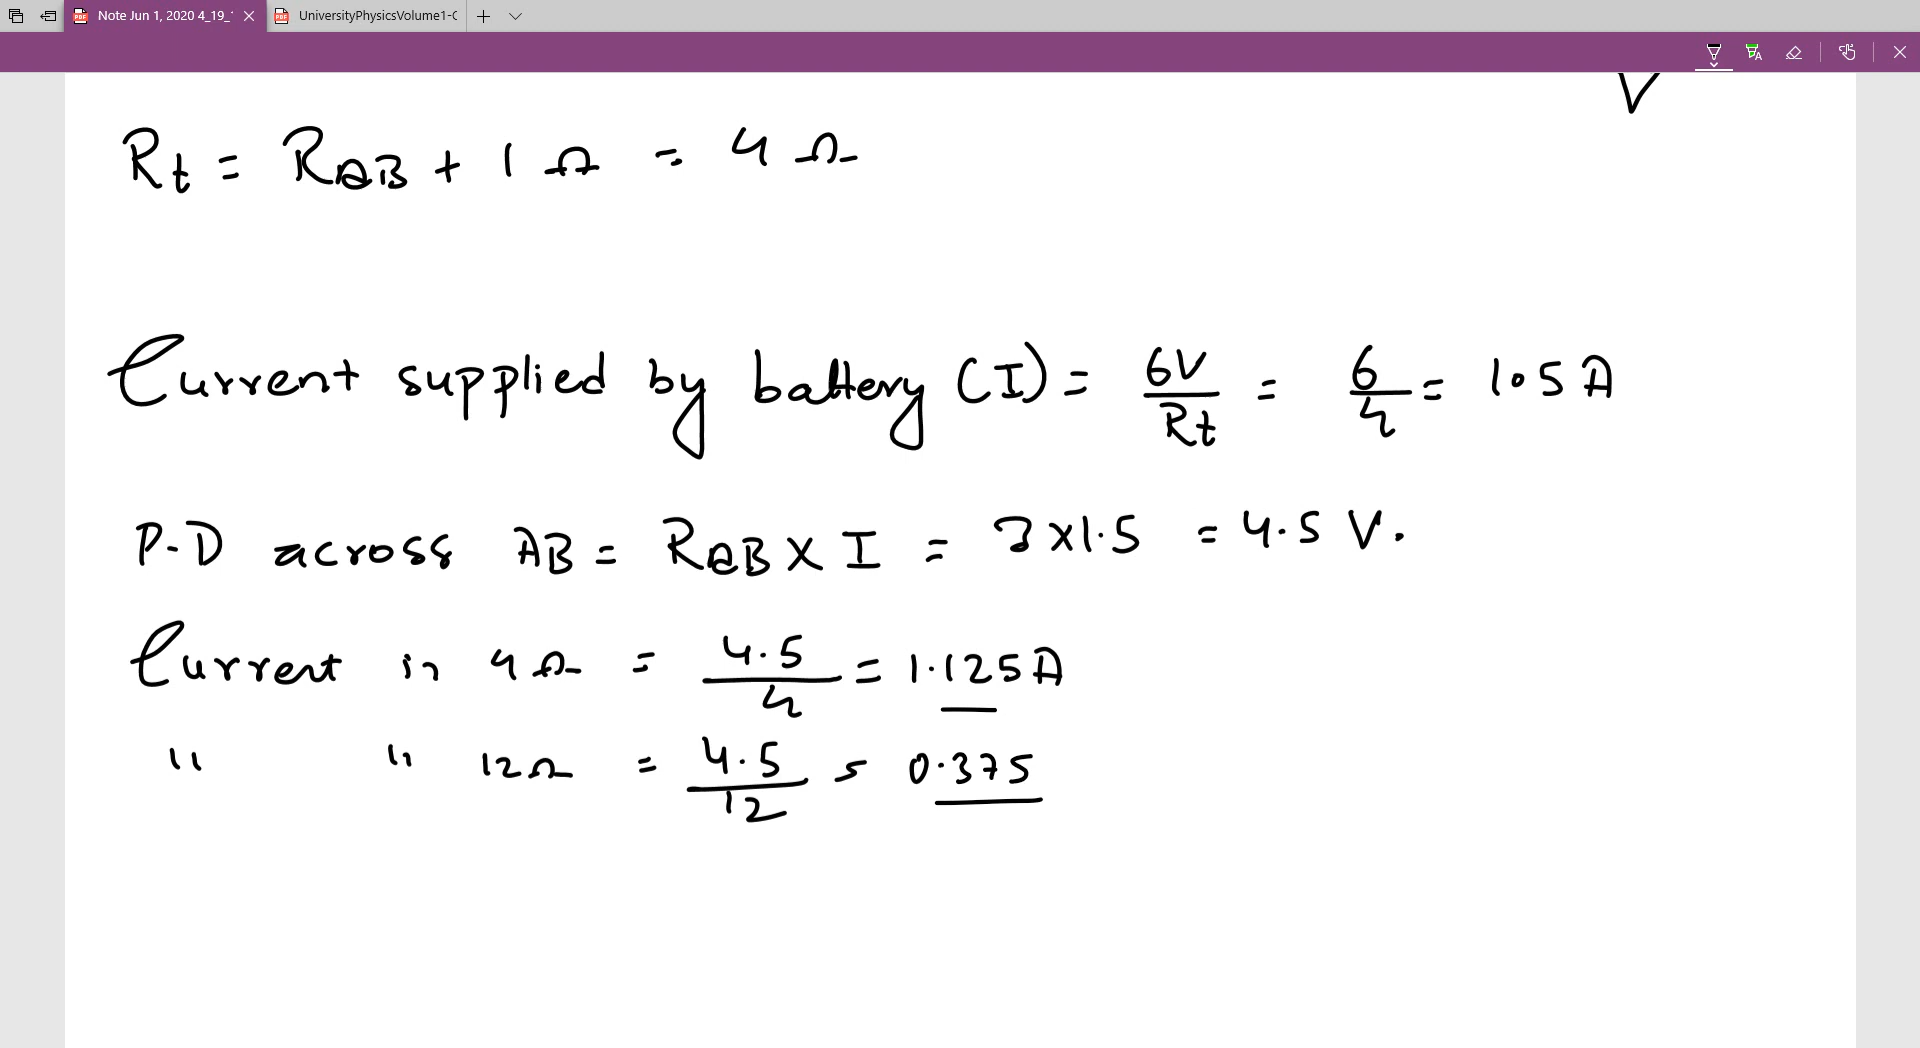 Note Jun 1, 2020 4_19_
UniversityPhysicsVolume1-
V
Rt = RAB + 1 Ω = 4 Ω
Current supplied by battery (I) = 6V/Rt = 6/4 = 1.5 A
P.D across AB = RAB X I = 3 x 1.5 = 4.5 V.
Current in 4 Ω = 4.5/4 = 1.125 A
" " 12 Ω = 4.5/12 = 0.375